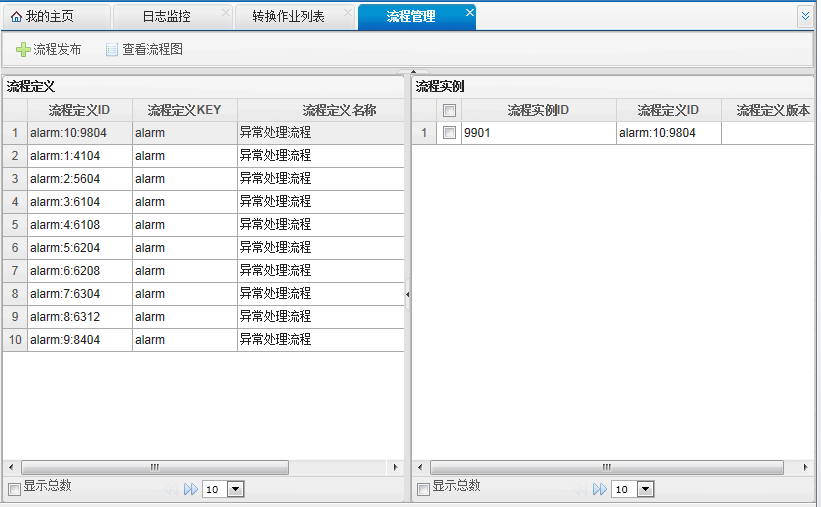 我的主页 日志监控 转换作业列表 流程管理
流程发布 查看流程图
流程定义
流程定义ID 流程定义KEY 流程定义名称
1 alarm:10:9804 alarm 异常处理流程
2 alarm:1:4104 alarm 异常处理流程
3 alarm:2:5604 alarm 异常处理流程
4 alarm:3:6104 alarm 异常处理流程
5 alarm:4:6108 alarm 异常处理流程
6 alarm:5:6204 alarm 异常处理流程
7 alarm:6:6208 alarm 异常处理流程
8 alarm:7:6304 alarm 异常处理流程
9 alarm:8:6312 alarm 异常处理流程
10 alarm:9:8404 alarm 异常处理流程
显示总数 10
流程实例
流程实例ID 流程定义ID 流程定义版本
1 9901 alarm:10:9804
显示总数 10